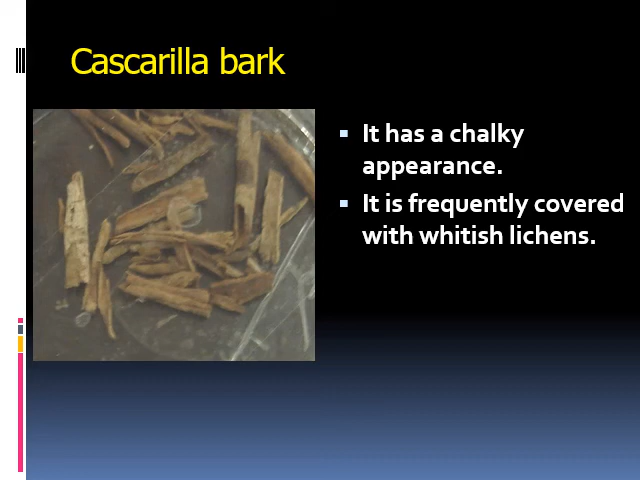 Cascarilla bark
It has a chalky
appearance.
It is frequently covered
with whitish lichens.